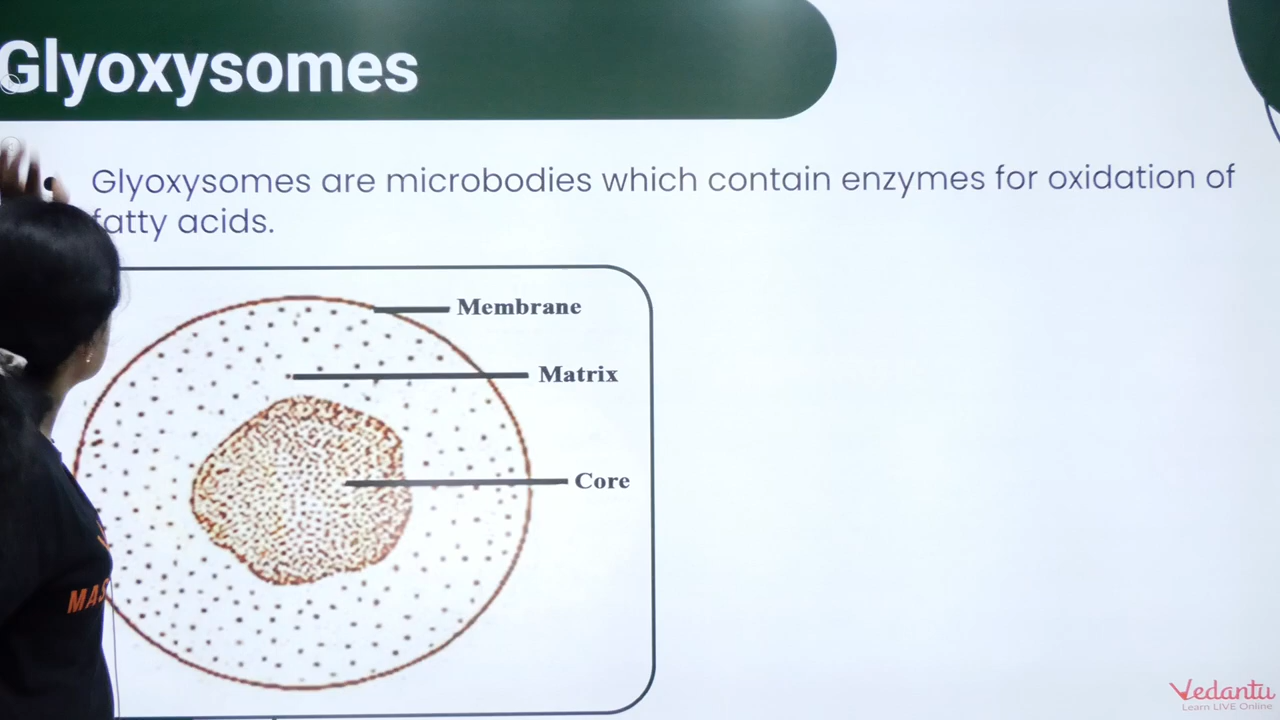 Glyoxysomes
Glyoxysomes are microbodies which contain enzymes for oxidation of
fatty acids.
Membrane
Matrix
Core
MAS
Vedantu
Learn LIVE Online